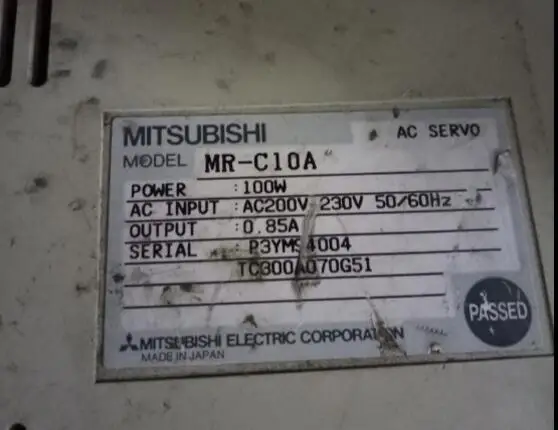 MITSUBISHI
AC SERVO
MODEL MR-C10A
POWER : 100W
AC INPUT : AC200V 230V 50/60Hz
OUTPUT : 0.85A
SERIAL : P3YMS4004
TC300A070G51
PASSED
MITSUBISHI ELECTRIC CORPORATION
MADE IN JAPAN